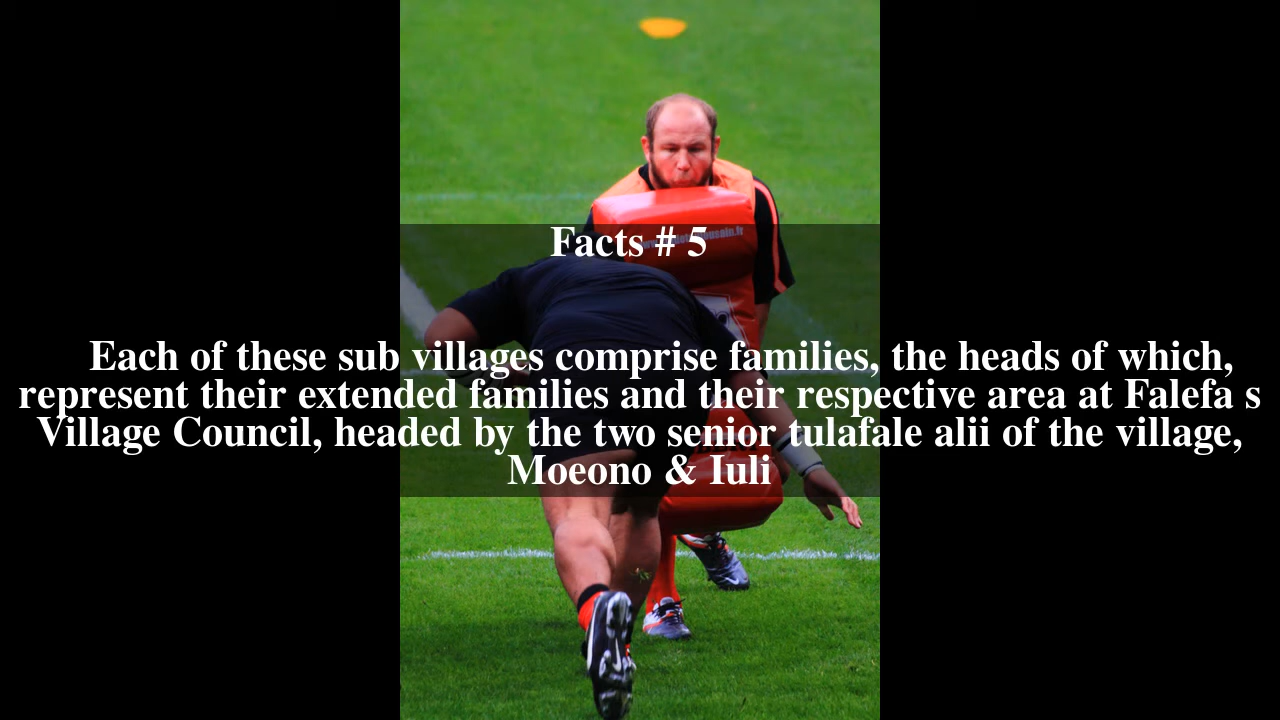 Facts # 5
Each of these sub villages comprise families, the heads of which,
represent their extended families and their respective area at Falefa s
Village Council, headed by the two senior tulafale alii of the village,
Moeono & Iuli